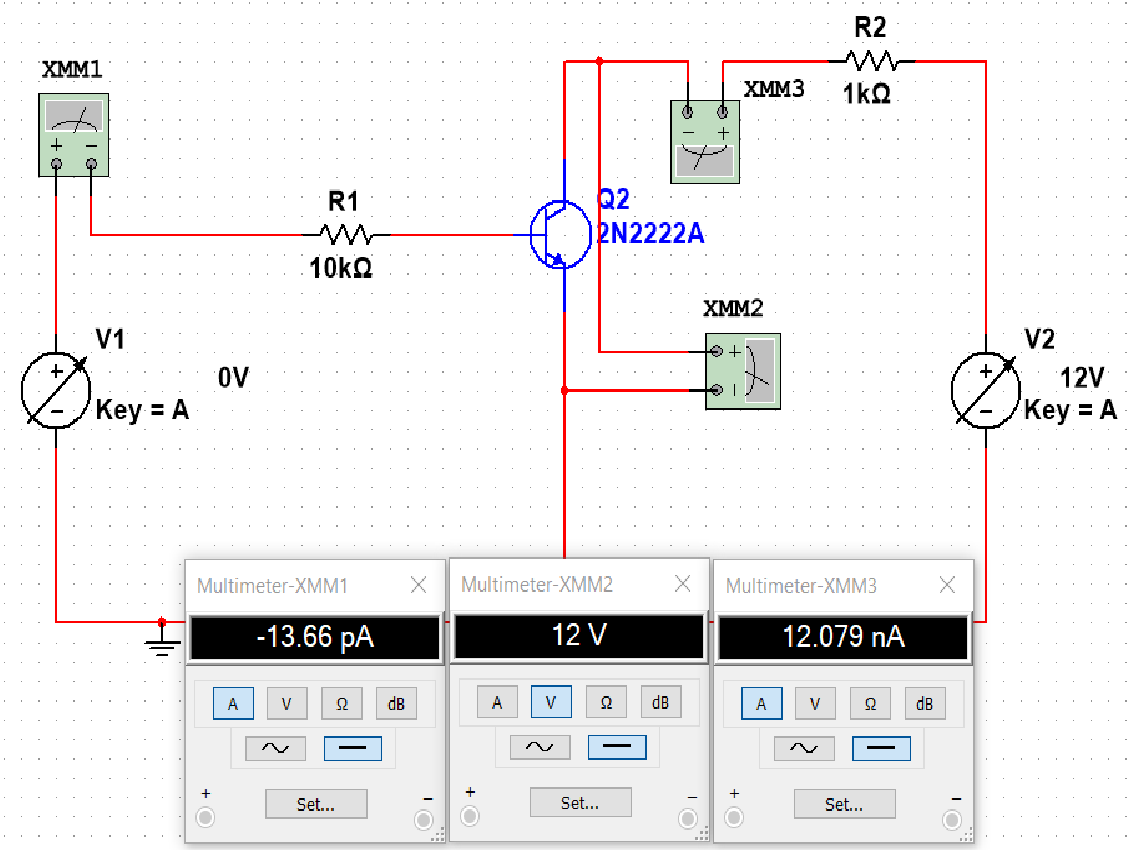 R2
XMM1
XMM3
1kΩ
+ −
− +
R1
Q2
2N2222A
10kΩ
XMM2
V1
V2
+
−
+
0V
+
12V
−
Key = A
−
Key = A
Multimeter-XMM1
Multimeter-XMM2
Multimeter-XMM3
-13.66 pA
12 V
12.079 nA
A V Ω dB
A V Ω dB
A V Ω dB
+ Set... −
+ Set... −
+ Set... −